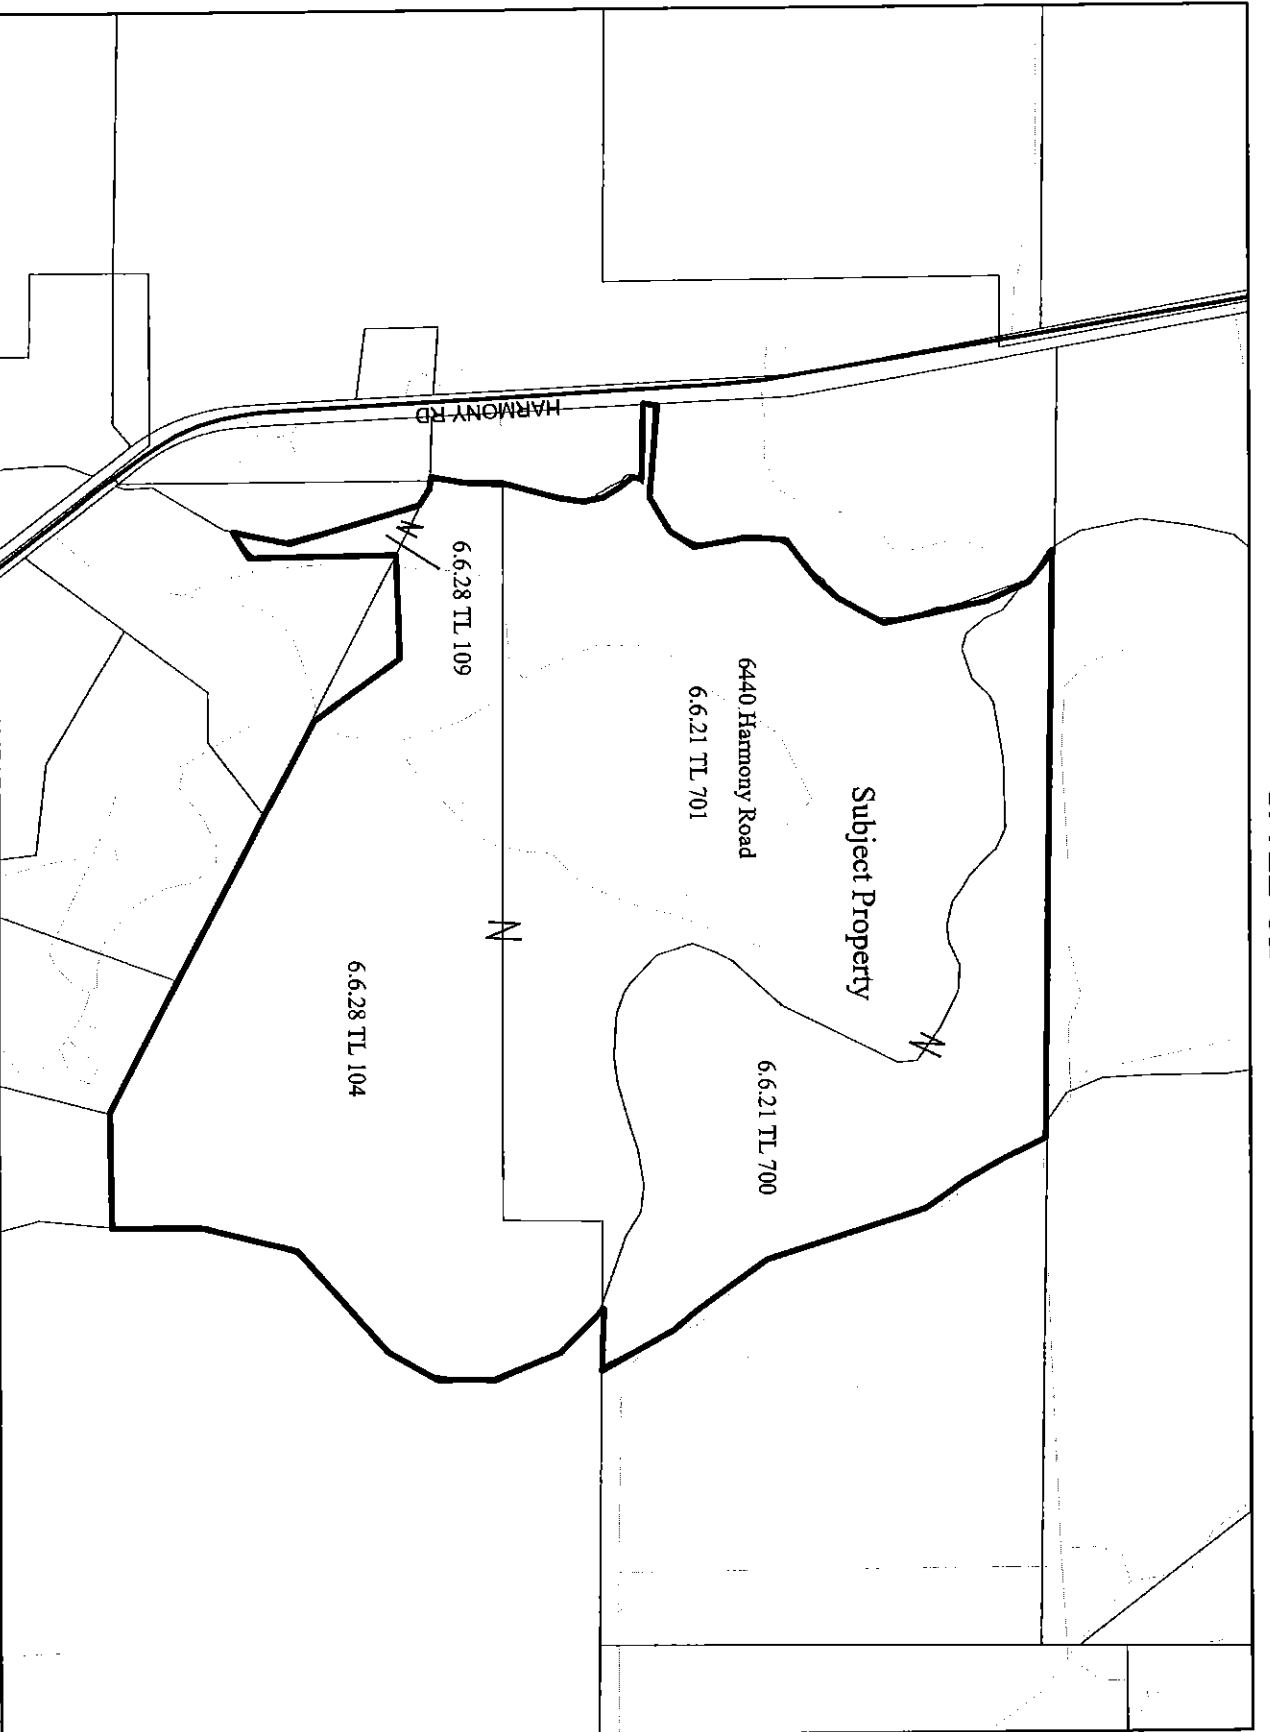 Subject Property
6440 Harmony Road
6.6.21 TL 701
6.6.21 TL 700
HARMONY RD
6.6.28 TL 109
6.6.28 TL 104